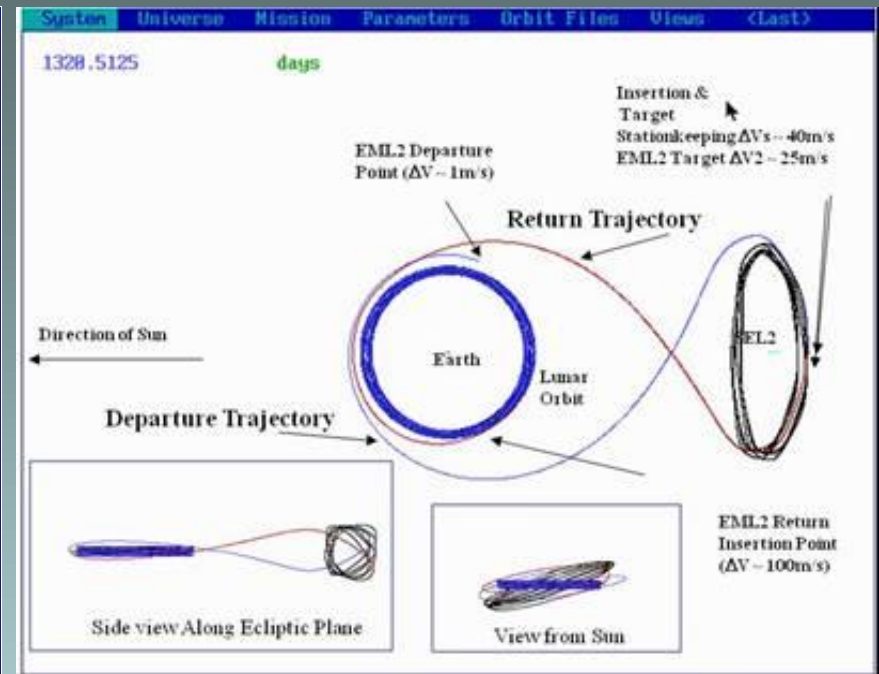 System Universe Mission Parameters Orbit Files Views <Last>
1320.5125 days
Insertion &
Target
Stationkeeping ΔVs ~ 40m/s
EML2 Target ΔV2 ~ 25m/s
EML2 Departure
Point (ΔV ~ 1m/s)
Return Trajectory
Direction of Sun
Earth
SEL2
Lunar
Orbit
Departure Trajectory
EML2 Return
Insertion Point
(ΔV ~ 100m/s)
Side view Along Ecliptic Plane
View from Sun